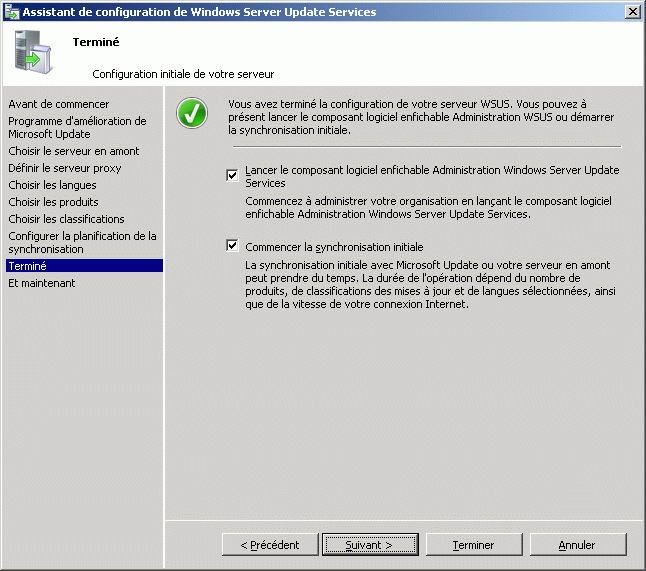 Assistant de configuration de Windows Server Update Services
Terminé
Configuration initiale de votre serveur
Avant de commencer
Programme d'amélioration de
Microsoft Update
Choisir le serveur en amont
Définir le serveur proxy
Choisir les langues
Choisir les produits
Choisir les classifications
Configurer la planification de la
synchronisation
Terminé
Et maintenant
Vous avez terminé la configuration de votre serveur WSUS. Vous pouvez à
présent lancer le composant logiciel enfichable Administration WSUS ou démarrer
la synchronisation initiale.
Lancer le composant logiciel enfichable Administration Windows Server Update
Services
Commencez à administrer votre organisation en lançant le composant logiciel
enfichable Administration Windows Server Update Services.
Commencer la synchronisation initiale
La synchronisation initiale avec Microsoft Update ou votre serveur en amont
peut prendre du temps. La durée de l'opération dépend du nombre de
produits, de classifications des mises à jour et de langues sélectionnées, ainsi
que de la vitesse de votre connexion Internet.
< Précédent
Suivant >
Terminer
Annuler